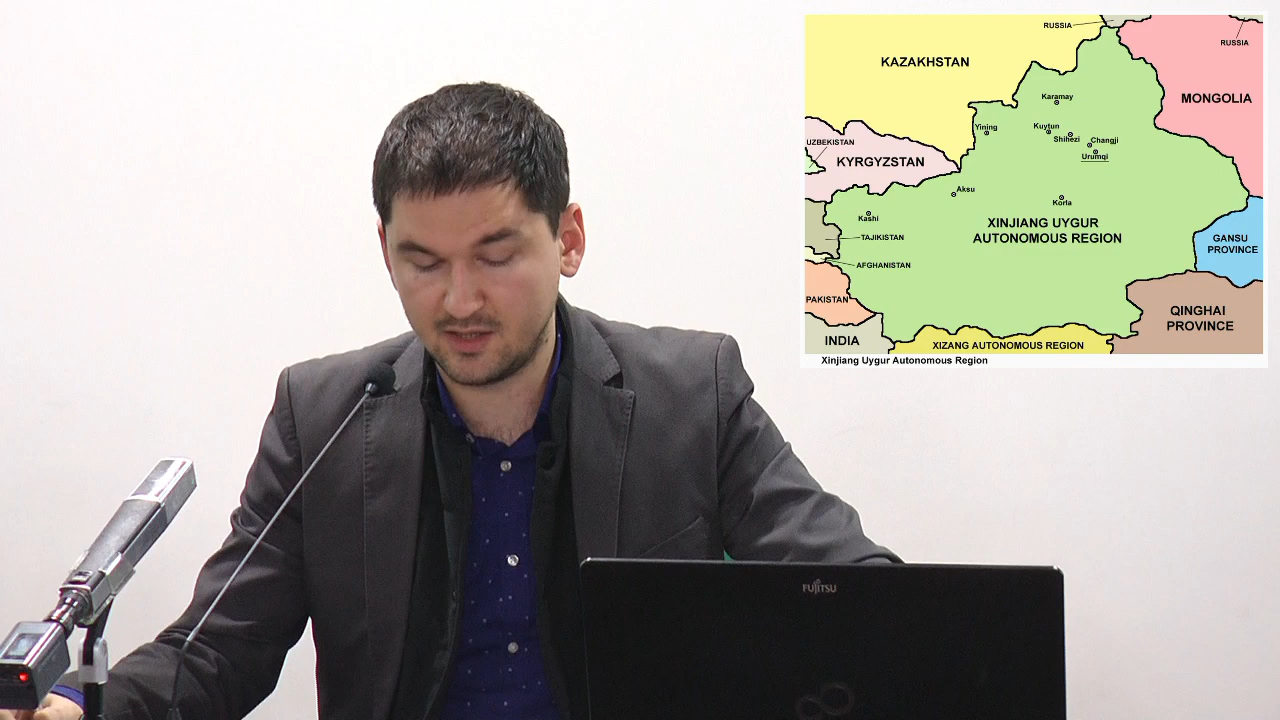 RUSSIA
RUSSIA
KAZAKHSTAN
MONGOLIA
Karamay
Yining
Kuytun
Shihezi
Changji
Urumqi
UZBEKISTAN
KYRGYZSTAN
Aksu
Korla
Kashi
XINJIANG UYGUR
AUTONOMOUS REGION
TAJIKISTAN
GANSU
PROVINCE
AFGHANISTAN
PAKISTAN
QINGHAI
PROVINCE
INDIA
XIZANG AUTONOMOUS REGION
Xinjiang Uygur Autonomous Region
FUJITSU